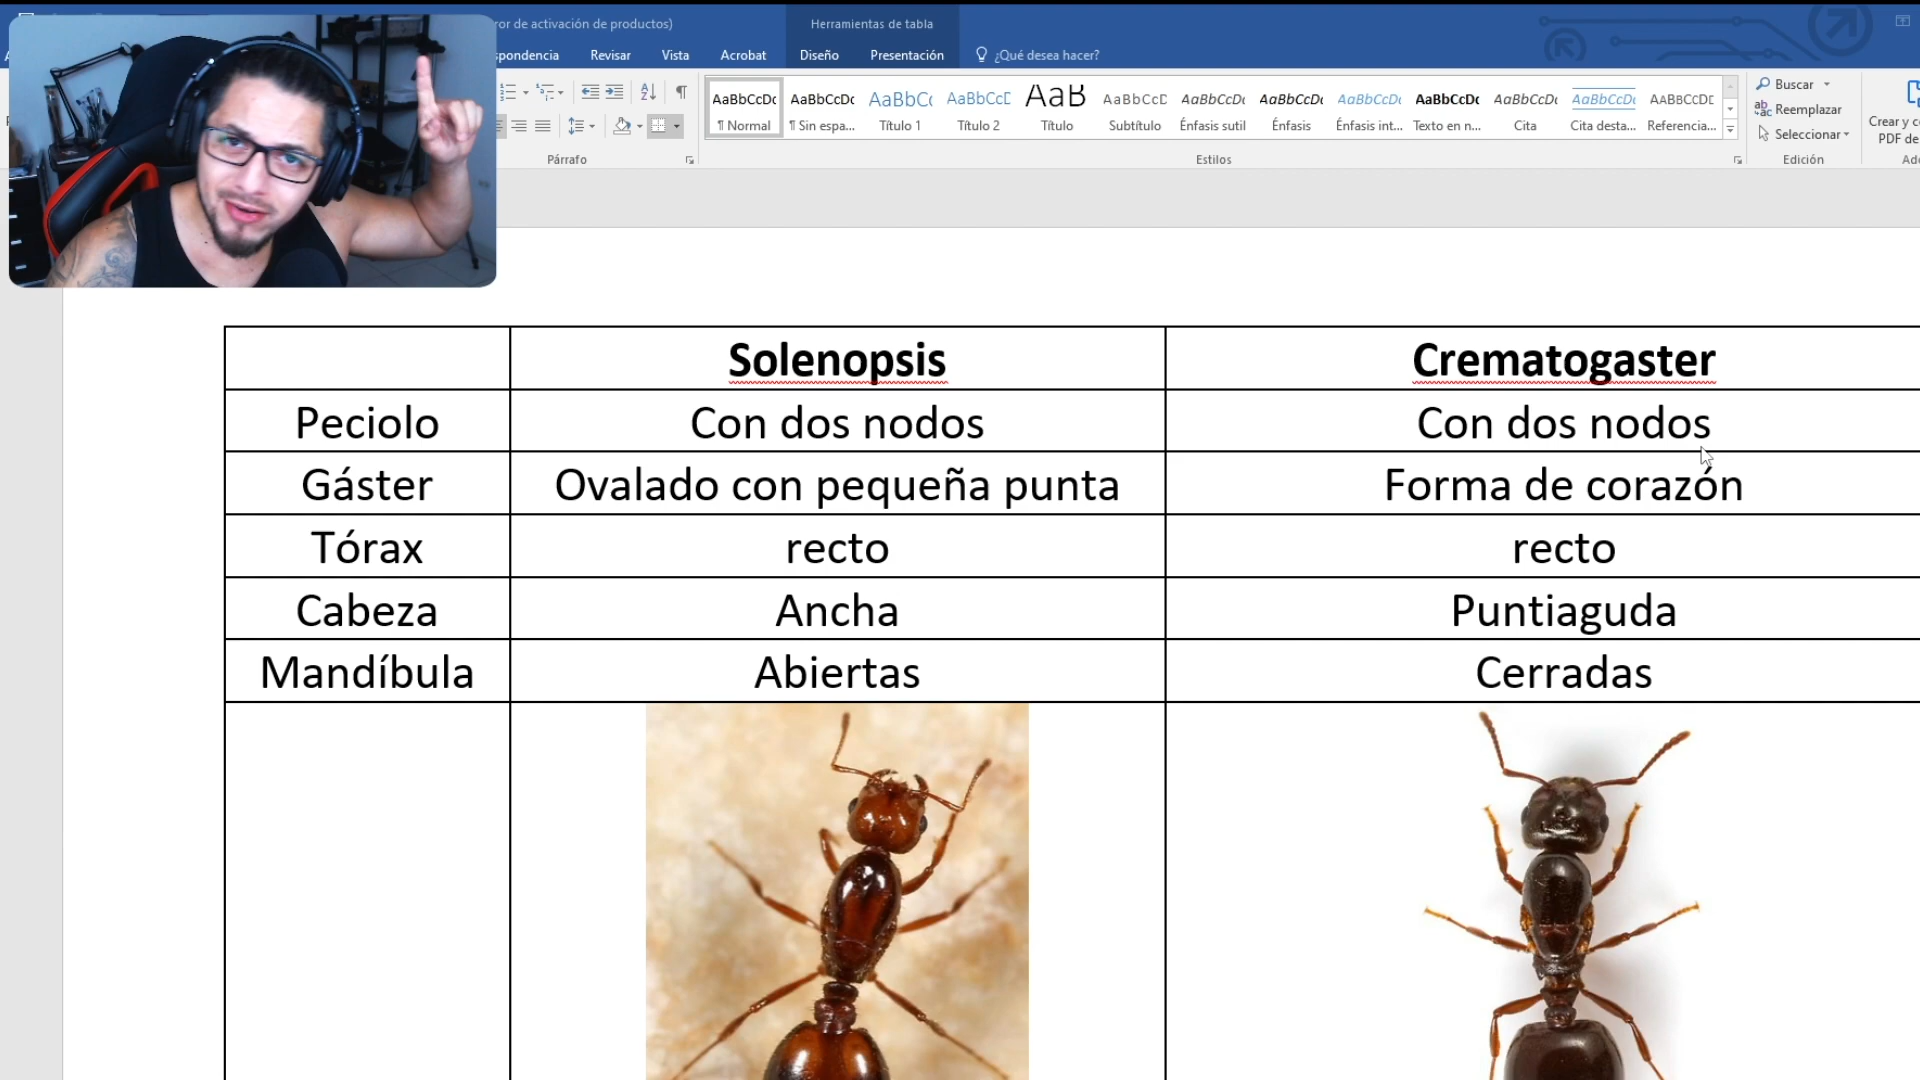 ror de activación de productos)
Herramientas de tabla
spondencia
Revisar
Vista
Acrobat
Diseño
Presentación
¿Qué desea hacer?
AaBbCcDc
AaBbCcDc
AaBbCc
AaBbCcD
AaB
AaBbCcD
AaBbCcDc
AaBbCcDc
AaBbCcDc
AaBbCcDc
AaBbCcDc
AaBbCcDc
AABBCCDD
¶ Normal
¶ Sin espa...
Título 1
Título 2
Título
Subtítulo
Énfasis sutil
Énfasis
Énfasis int...
Texto en n...
Cita
Cita desta...
Referencia...
Buscar
Reemplazar
Seleccionar
Crear y c
PDF de
Párrafo
Estilos
Edición
Solenopsis
Crematogaster
Peciolo
Con dos nodos
Con dos nodos
Gáster
Ovalado con pequeña punta
Forma de corazón
Tórax
recto
recto
Cabeza
Ancha
Puntiaguda
Mandíbula
Abiertas
Cerradas